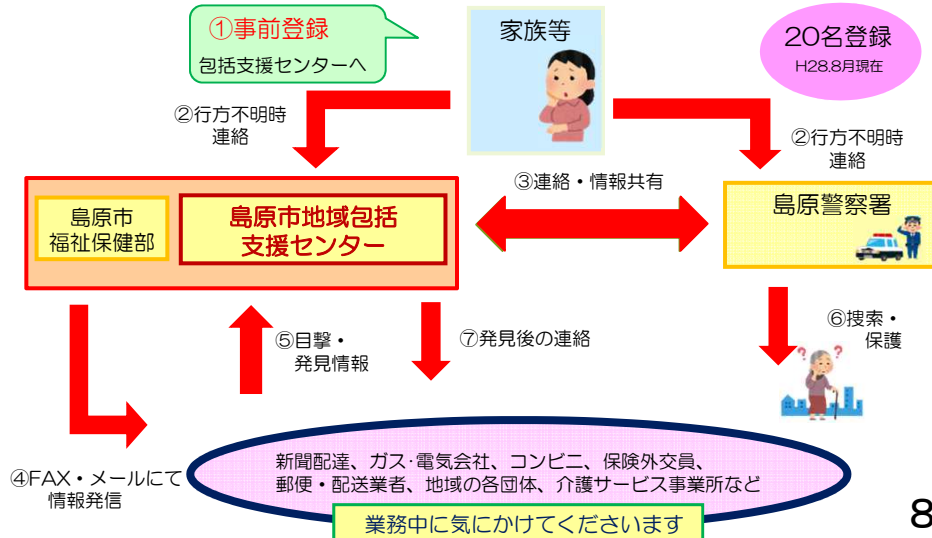 ①事前登録
包括支援センターへ
家族等
20名登録
H28.8月現在
②行方不明時
連絡
②行方不明時
連絡
③連絡・情報共有
島原市
福祉保健部
島原市地域包括
支援センター
島原警察署
⑤目撃・
発見情報
⑦発見後の連絡
⑥捜索・
保護
? ?
④FAX・メールにて
情報発信
新聞配達、ガス・電気会社、コンビニ、保険外交員、
郵便・配送業者、地域の各団体、介護サービス事業所など
業務中に気にかけてくださいます
8